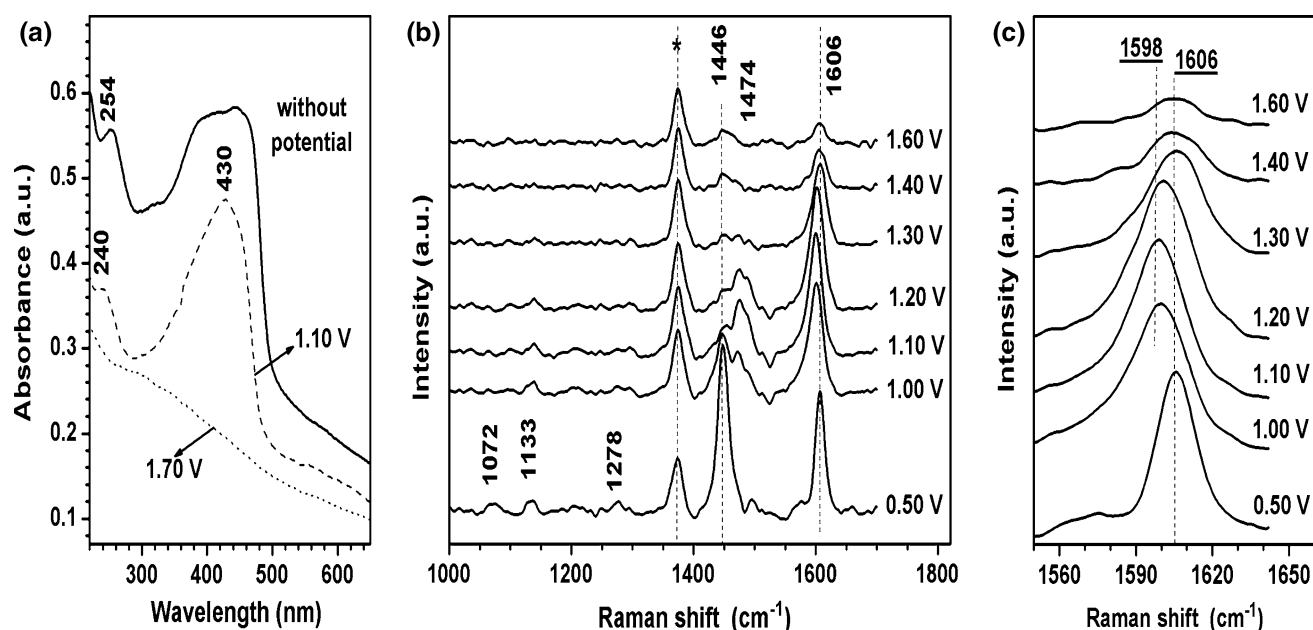 (a)
0.6
0.5
0.4
0.3
0.2
0.1
Absorbance (a.u.)
254
240
430
without
potential
1.10 V
1.70 V
300
400
500
600
Wavelength (nm)
(b)
*
1446
1474
1606
1.60 V
1.40 V
1.30 V
1.20 V
1.10 V
1.00 V
0.50 V
1072
1133
1278
Intensity (a.u.)
1000
1200
1400
1600
1800
Raman shift (cm-1)
(c)
1598
1606
1.60 V
1.40 V
1.30 V
1.20 V
1.10 V
1.00 V
0.50 V
Intensity (a.u.)
1560
1590
1620
1650
Raman shift (cm-1)